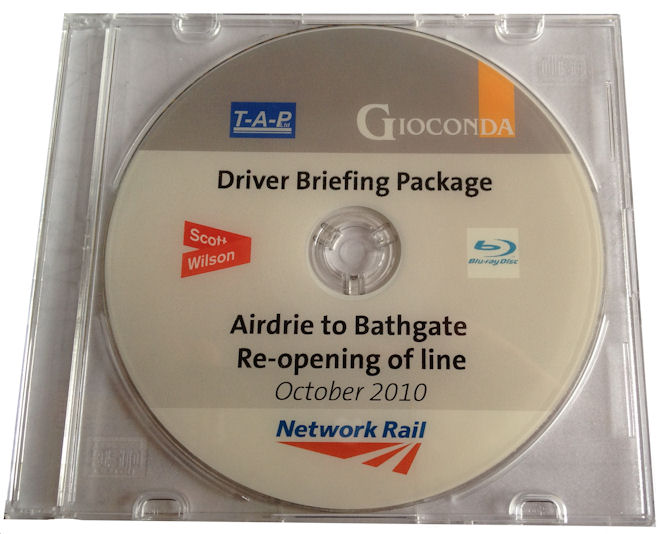 T-A-P Ltd
GIOCONDA
Driver Briefing Package
Scott
Wilson
Blu-ray Disc
Airdrie to Bathgate
Re-opening of line
October 2010
Network Rail